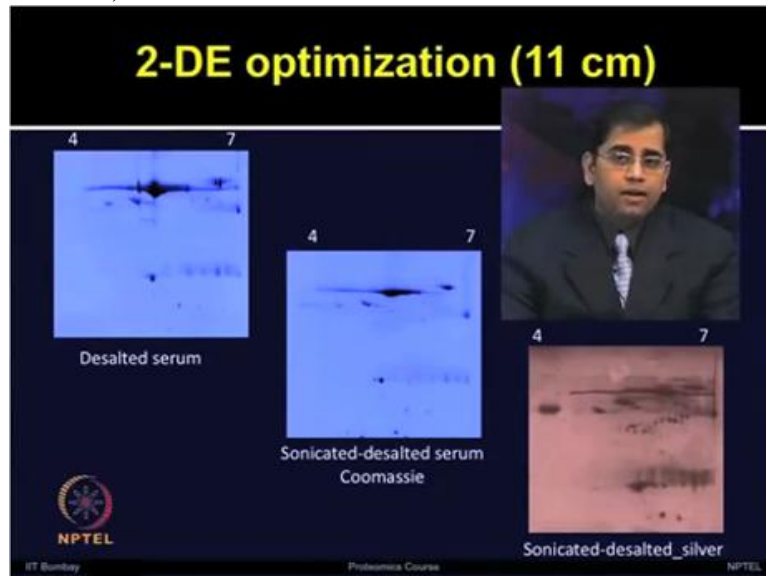 2-DE optimization (11 cm)
4 7
Desalted serum
4 7
Sonicated-desalted serum
Coomassie
4 7
Sonicated-desalted_silver
NPTEL
IIT Bombay Proteomics Course NPTEL